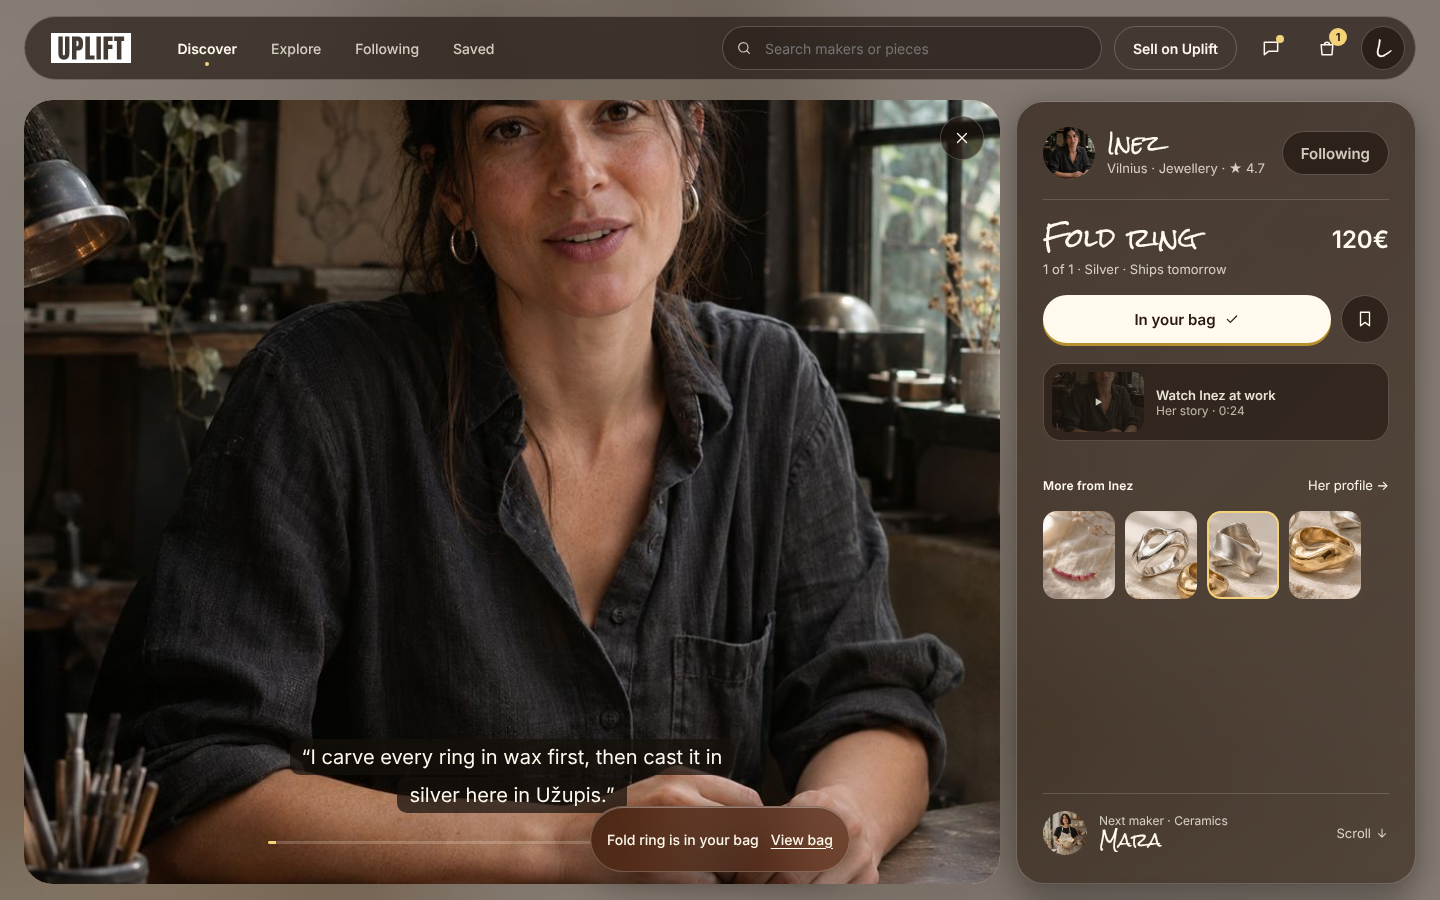 UPLIFT
Discover
Explore
Following
Saved
Search makers or pieces
Sell on Uplift
1
L
Inez
Vilnius · Jewellery · ★ 4.7
Following
Fold ring
120€
1 of 1 · Silver · Ships tomorrow
In your bag ✓
Watch Inez at work
Her story · 0:24
More from Inez
Her profile →
“I carve every ring in wax first, then cast it in
silver here in Užupis.”
Fold ring is in your bag View bag
Next maker · Ceramics
Mara
Scroll ↓